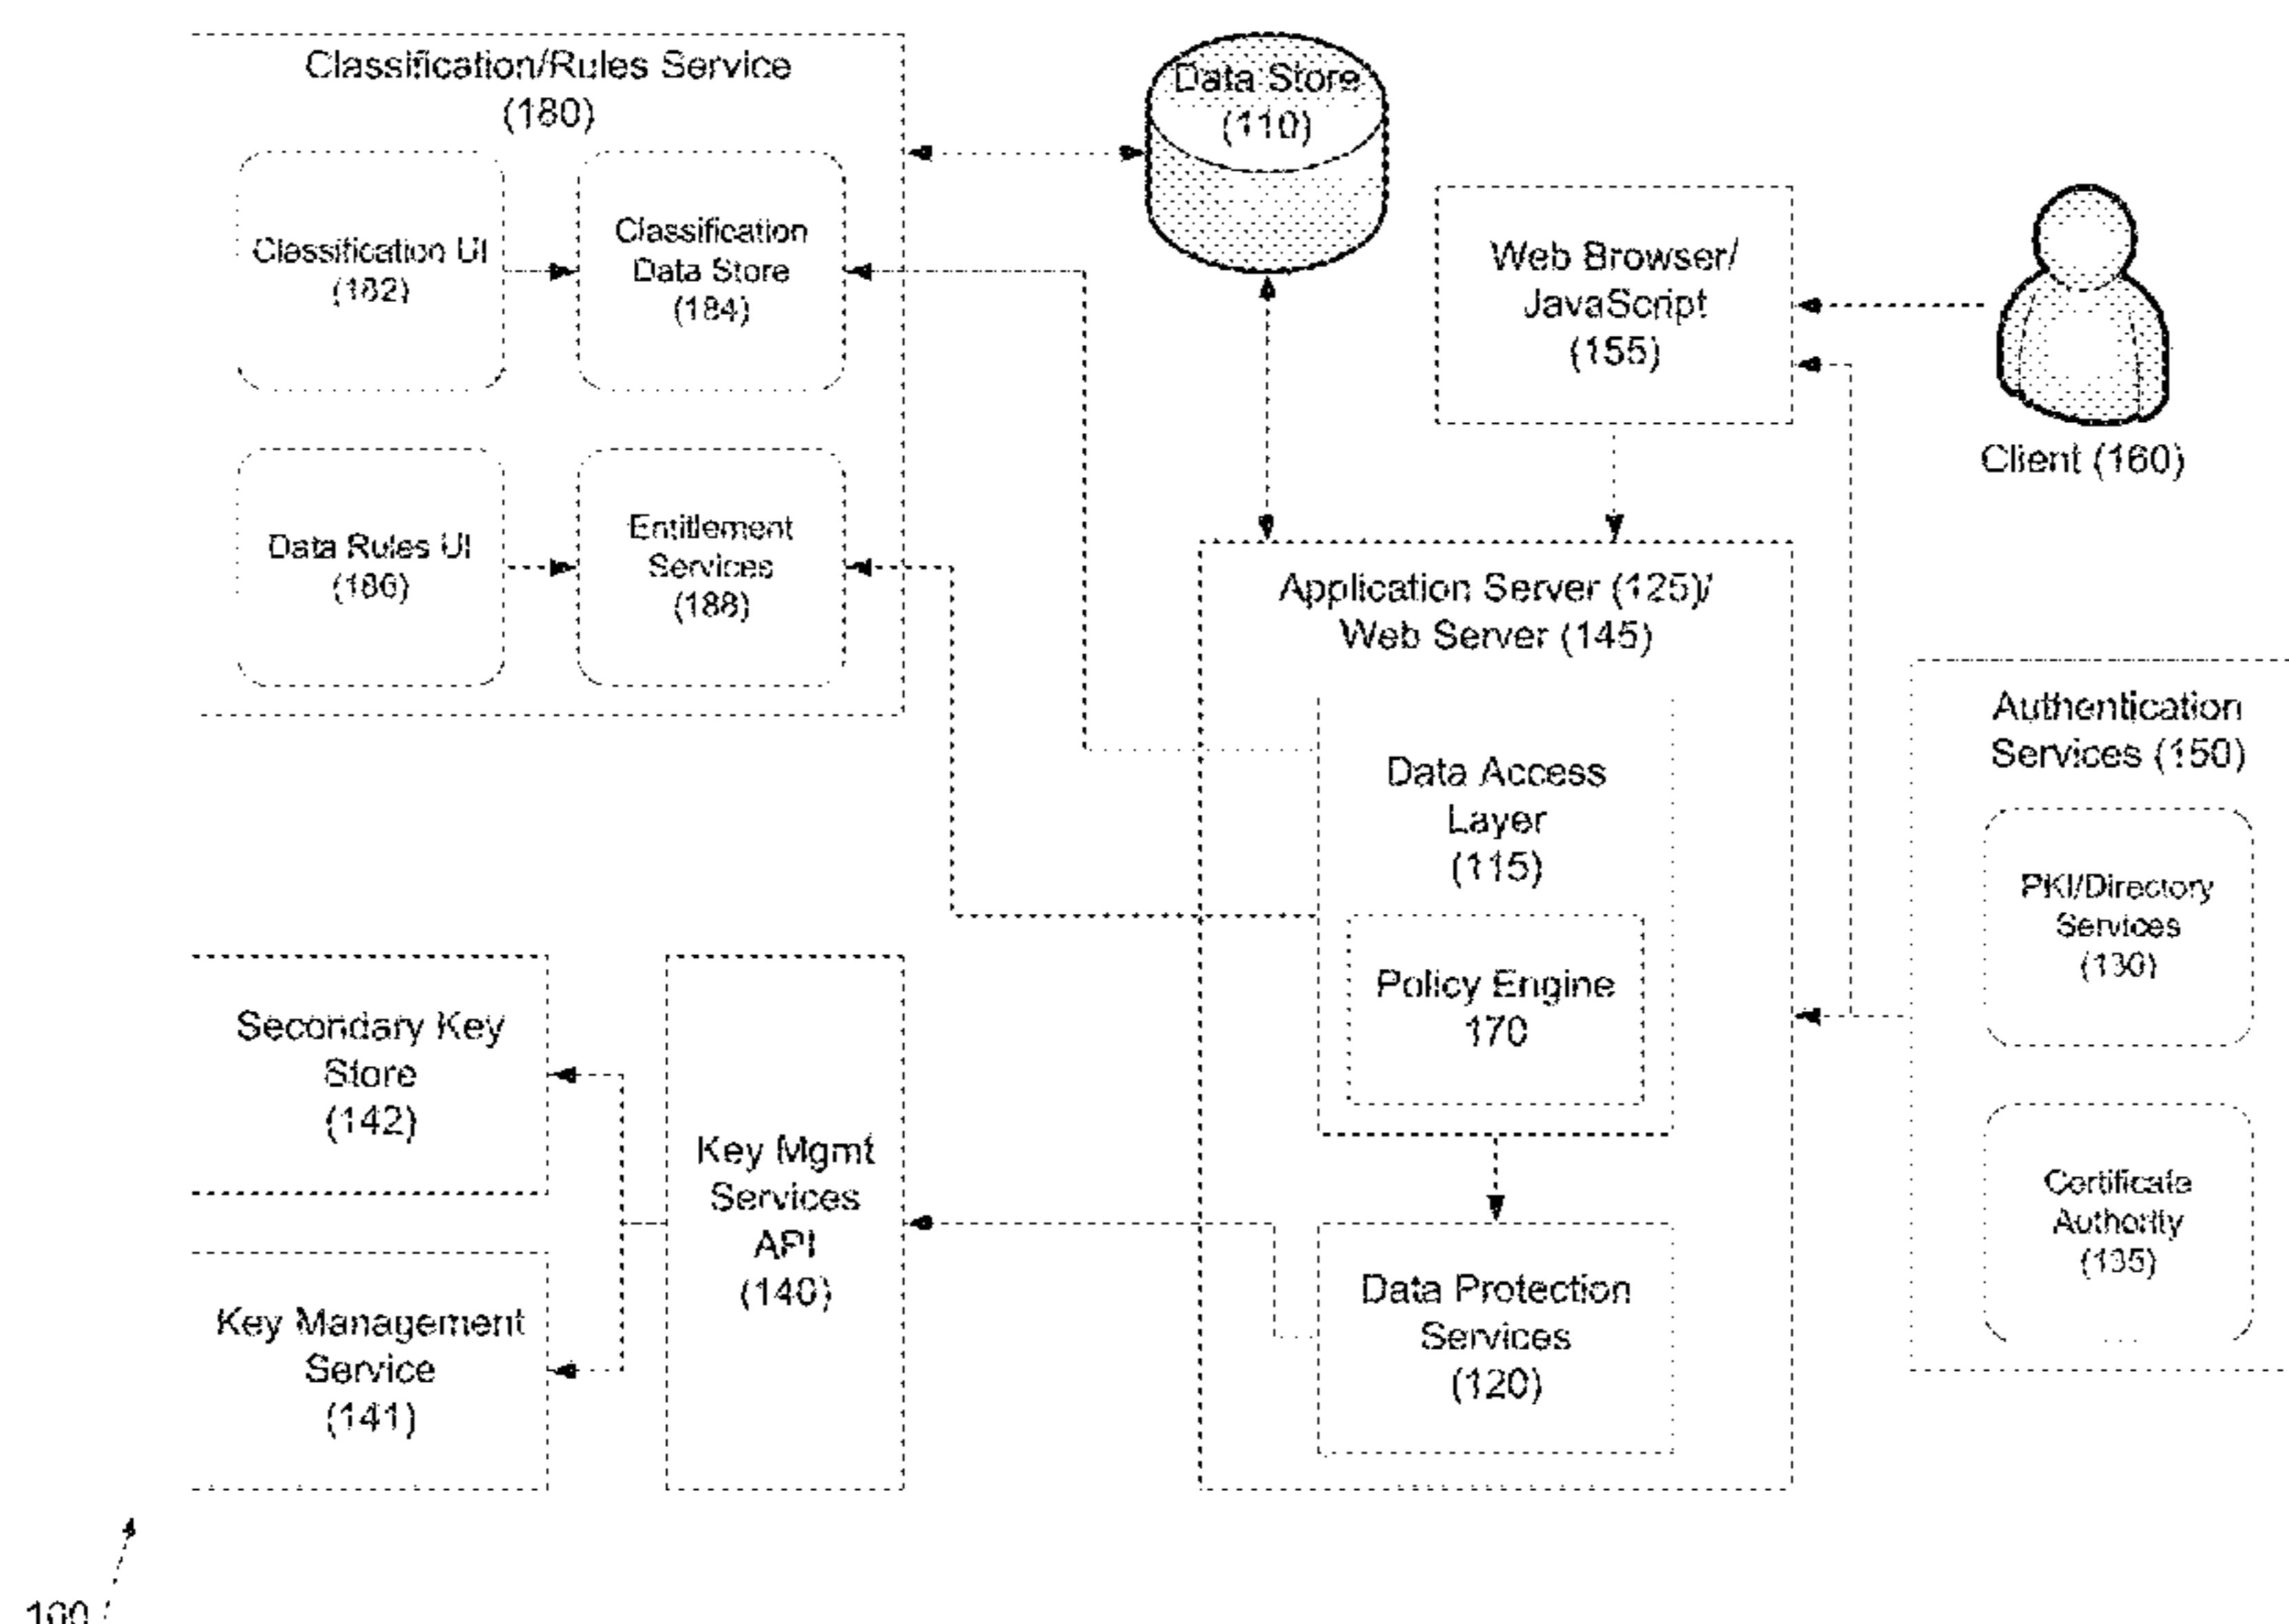 Classification/Rules Service
(180)
Classification UI
(182)
Classification
Data Store
(184)
Data Rules UI
(186)
Entitlement
Services
(188)
Data Store
(110)
Web Browser/
JavaScript
(155)
Client (160)
Application Server (125)/
Web Server (145)
Data Access
Layer
(115)
Policy Engine
170
Data Protection
Services
(120)
Authentication
Services (150)
PKI/Directory
Services
(130)
Certificate
Authority
(135)
Secondary Key
Store
(142)
Key Management
Service
(141)
Key Mgmt
Services
API
(140)
100